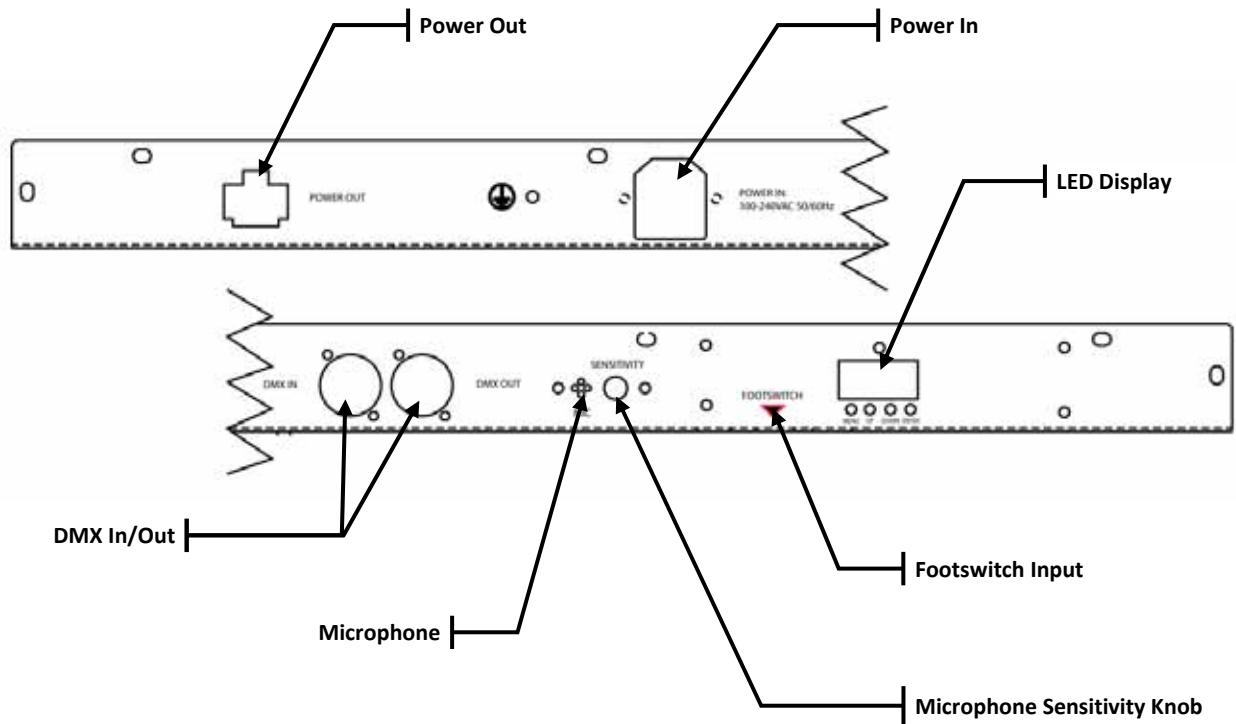 Power Out
Power In
LED Display
POWER OUT
POWER IN:
100-240VAC 50/60Hz
DMX IN
DMX OUT
SENSITIVITY
FOOTSWITCH
MENU UP DOWN ENTER
DMX In/Out
Footswitch Input
Microphone
Microphone Sensitivity Knob